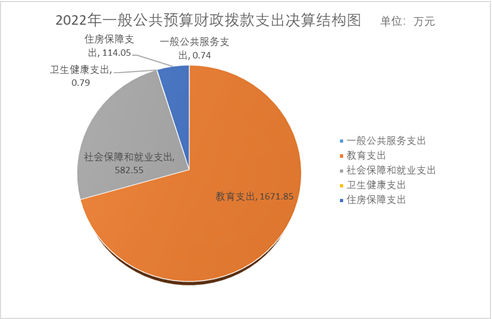 2022年一般公共预算财政拨款支出决算结构图 单位：万元
住房保障支
出, 114.05
一般公共服务支
出, 0.74
卫生健康支出,
0.79
社会保障和就业支出,
582.55
教育支出, 1671.85
一般公共服务支出
教育支出
社会保障和就业支出
卫生健康支出
住房保障支出